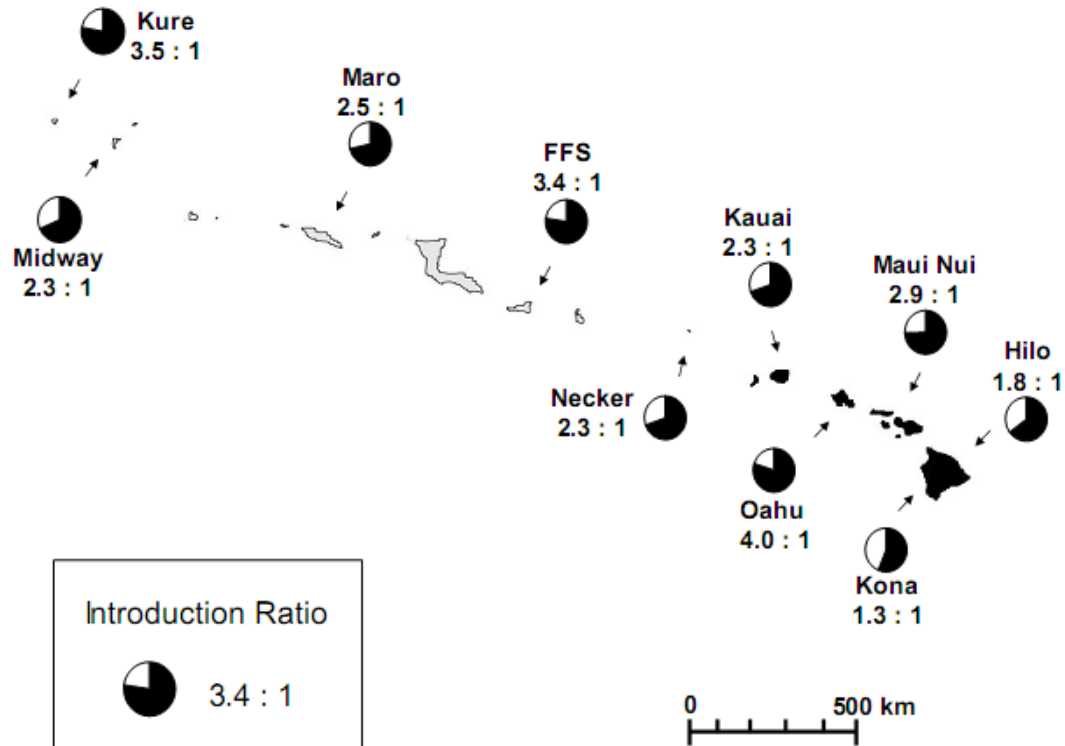 Kure
3.5 : 1
Maro
2.5 : 1
FFS
3.4 : 1
Midway
2.3 : 1
Kauai
2.3 : 1
Maui Nui
2.9 : 1
Hilo
1.8 : 1
Necker
2.3 : 1
Oahu
4.0 : 1
Kona
1.3 : 1
Introduction Ratio
3.4 : 1
0 500 km